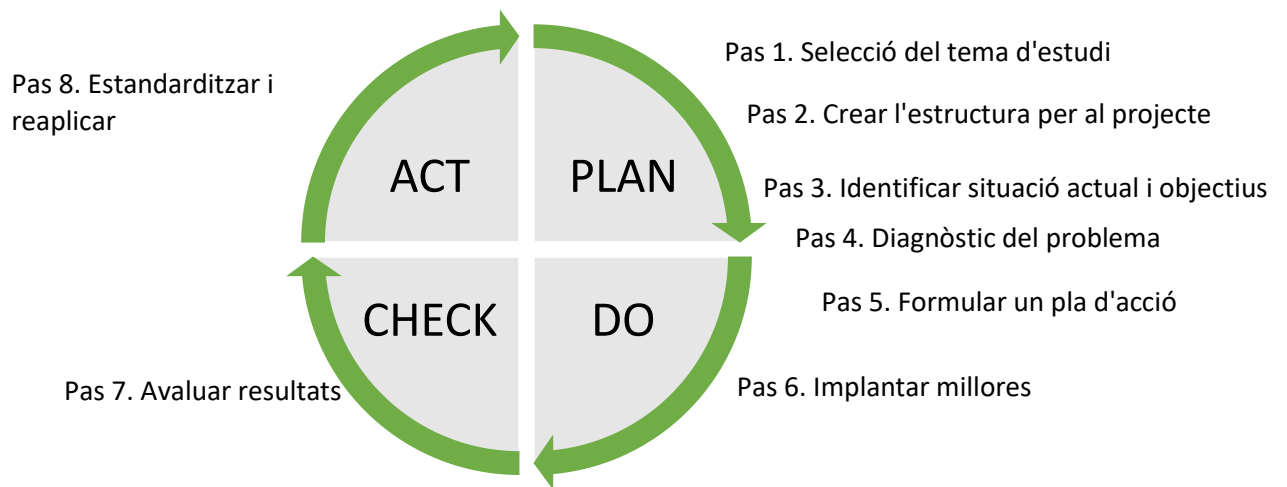 Pas 1. Selecció del tema d'estudi
Pas 8. Estandarditzar i
reaplicar
Pas 2. Crear l'estructura per al projecte
ACT
PLAN
Pas 3. Identificar situació actual i objectius
Pas 4. Diagnòstic del problema
Pas 5. Formular un pla d'acció
CHECK
DO
Pas 7. Avaluar resultats
Pas 6. Implantar millores